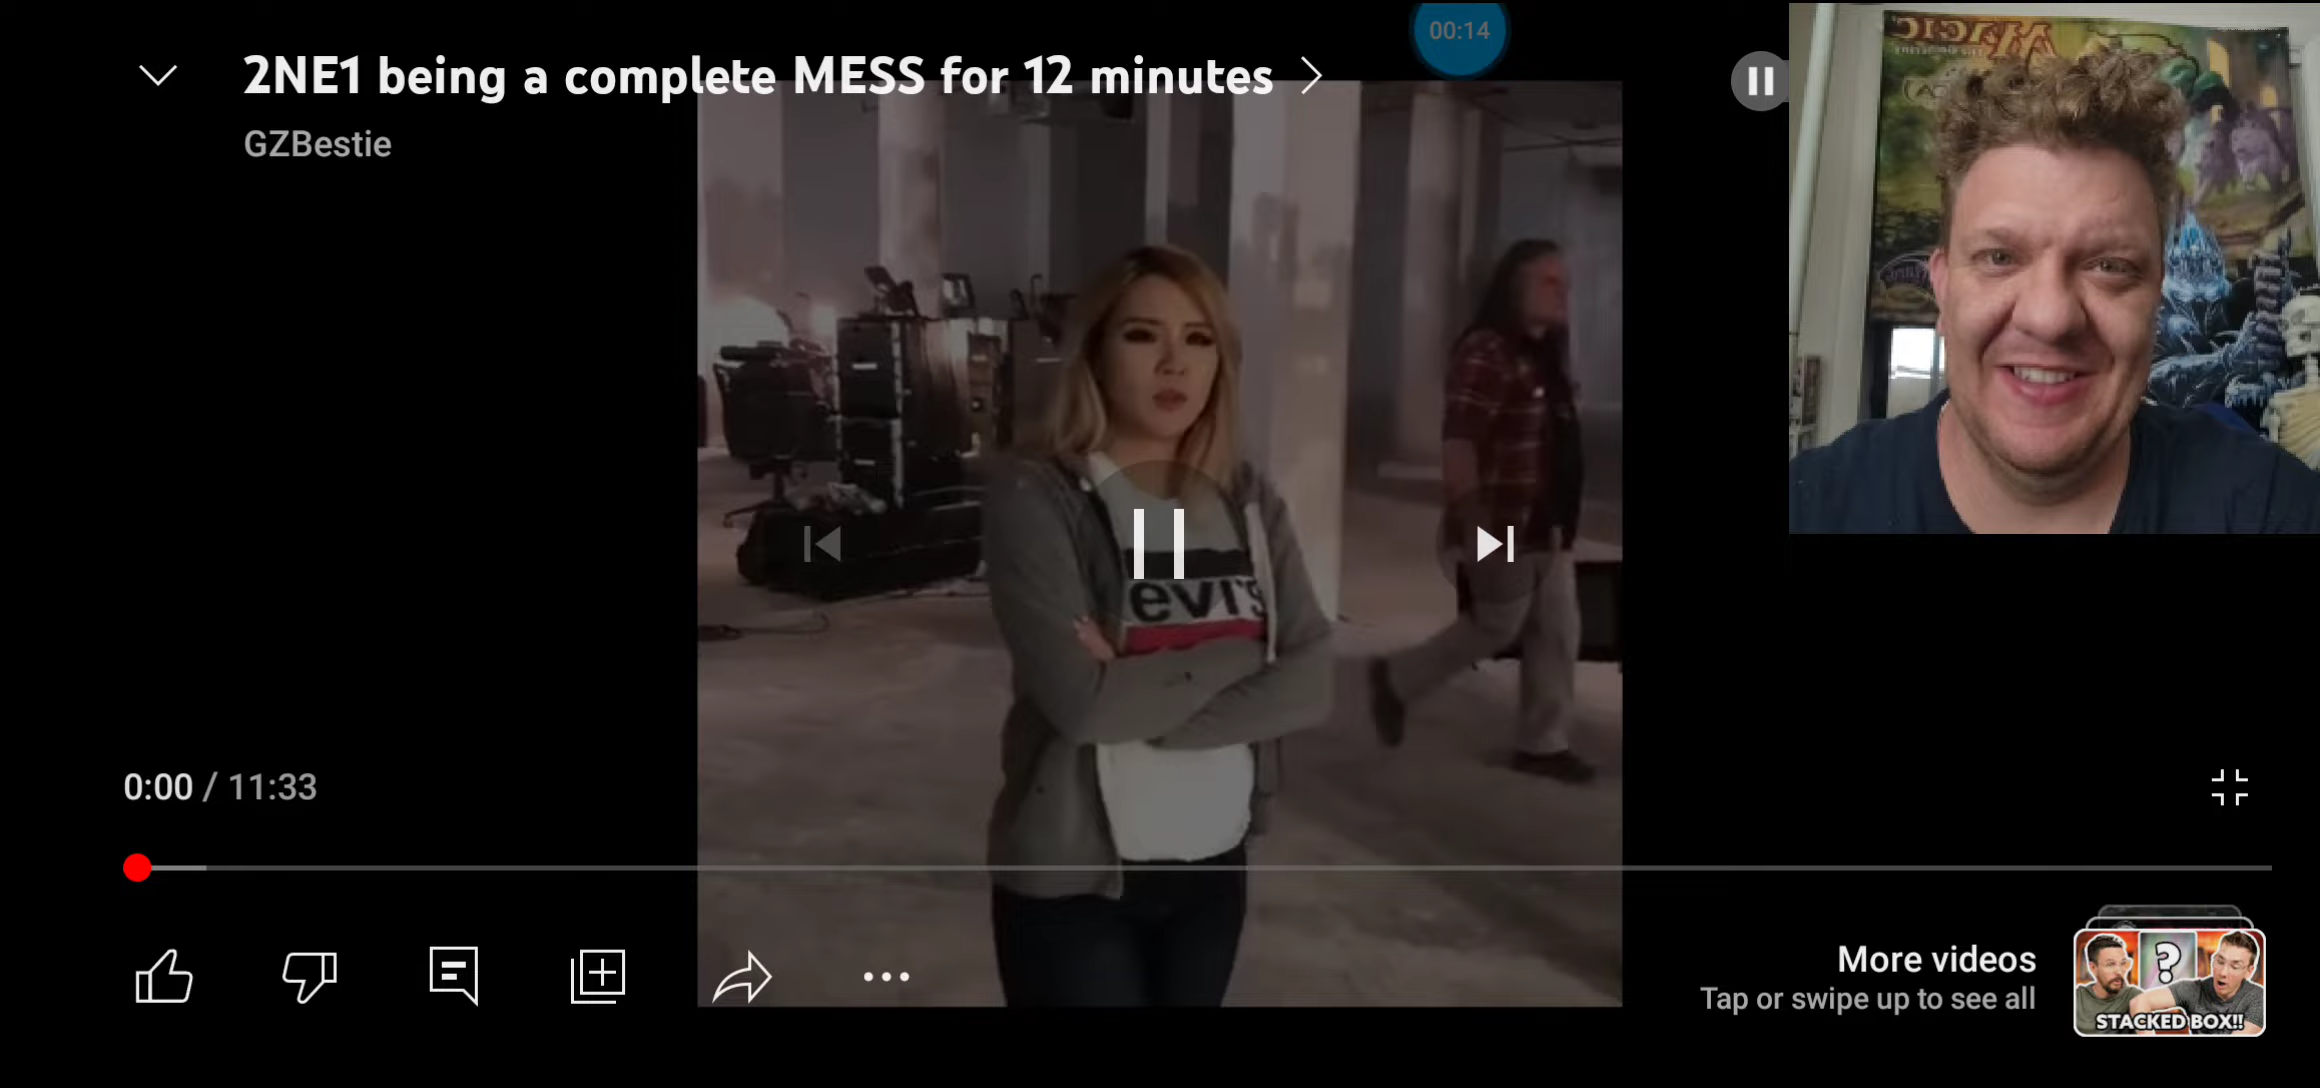 00:14
2NE1 being a complete MESS for 12 minutes
GZBestie
MAGIC
evi's
0:00 / 11:33
More videos
Tap or swipe up to see all
?
STACKED BOX!!